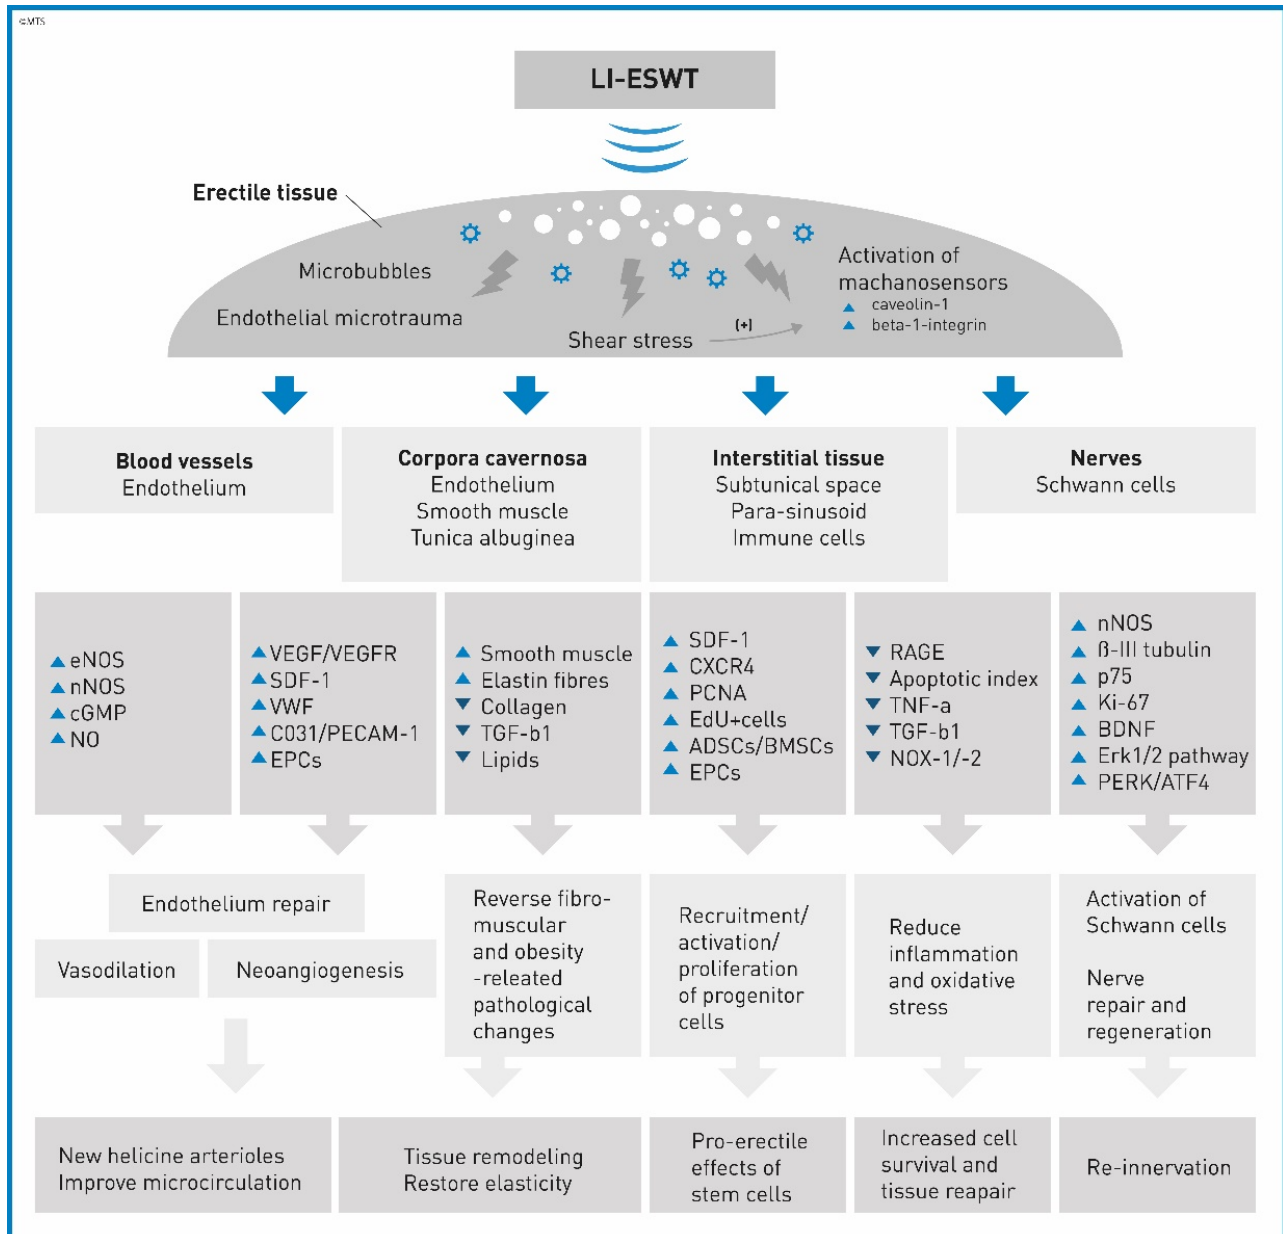 ©MTS
LI-ESWT
Erectile tissue
Microbubbles
Endothelial microtrauma
Shear stress
(+)
Activation of
machanosensors
▲ caveolin-1
▲ beta-1-integrin
Blood vessels
Endothelium
Corpora cavernosa
Endothelium
Smooth muscle
Tunica albuginea
Interstitial tissue
Subtunical space
Para-sinusoid
Immune cells
Nerves
Schwann cells
▲ eNOS
▲ nNOS
▲ cGMP
▲ NO
▲ VEGF/VEGFR
▲ SDF-1
▲ VWF
▲ C031/PECAM-1
▲ EPCs
▲ Smooth muscle
▲ Elastin fibres
▼ Collagen
▼ TGF-b1
▼ Lipids
▲ SDF-1
▲ CXCR4
▲ PCNA
▲ EdU+cells
▲ ADSCs/BMSCs
▲ EPCs
▼ RAGE
▼ Apoptotic index
▼ TNF-a
▼ TGF-b1
▼ NOX-1/-2
▲ nNOS
▲ ß-III tubulin
▲ p75
▲ Ki-67
▲ BDNF
▲ Erk1/2 pathway
▲ PERK/ATF4
Endothelium repair
Vasodilation
Neoangiogenesis
Reverse fibro-
muscular
and obesity
-releated
pathological
changes
Recruitment/
activation/
proliferation
of progenitor
cells
Reduce
inflammation
and oxidative
stress
Activation of
Schwann cells
Nerve
repair and
regeneration
New helicine arterioles
Improve microcirculation
Tissue remodeling
Restore elasticity
Pro-erectile
effects of
stem cells
Increased cell
survival and
tissue reapair
Re-innervation